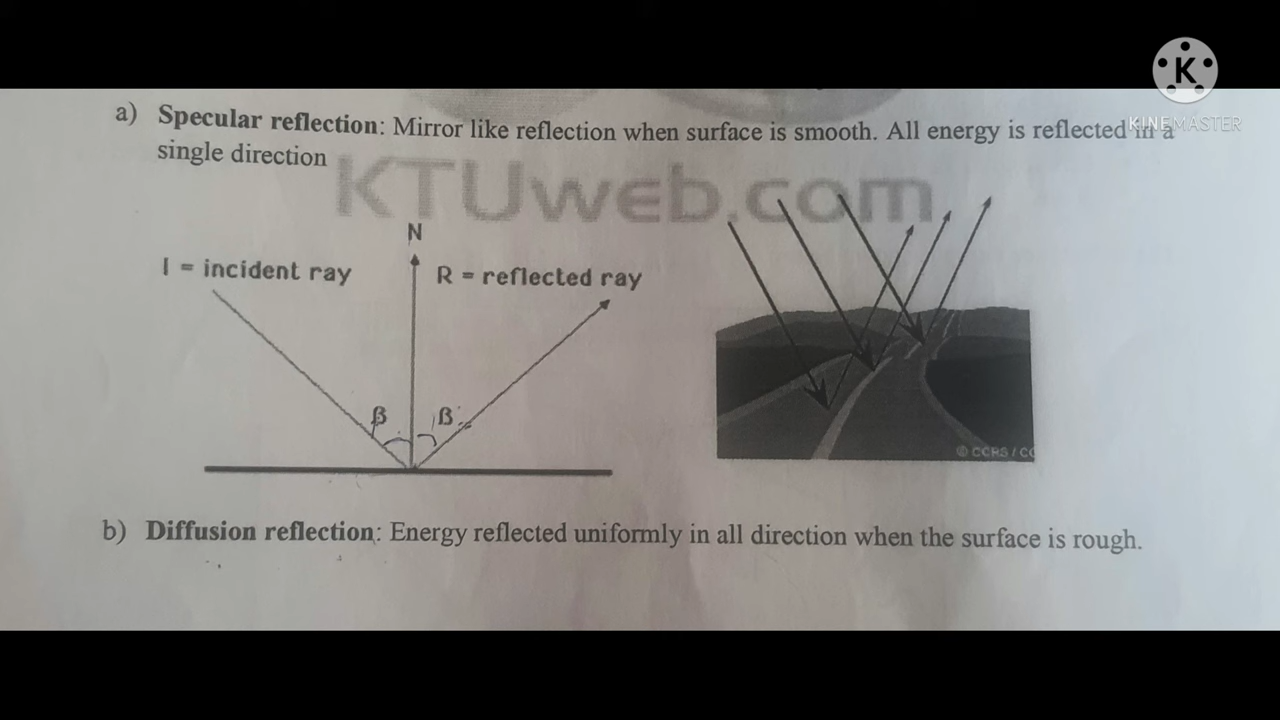 K
KINEMASTER
a) Specular reflection: Mirror like reflection when surface is smooth. All energy is reflected in a
single direction
KTUweb.com
N
I = incident ray
R = reflected ray
β
β
© CCRS / CC
b) Diffusion reflection: Energy reflected uniformly in all direction when the surface is rough.